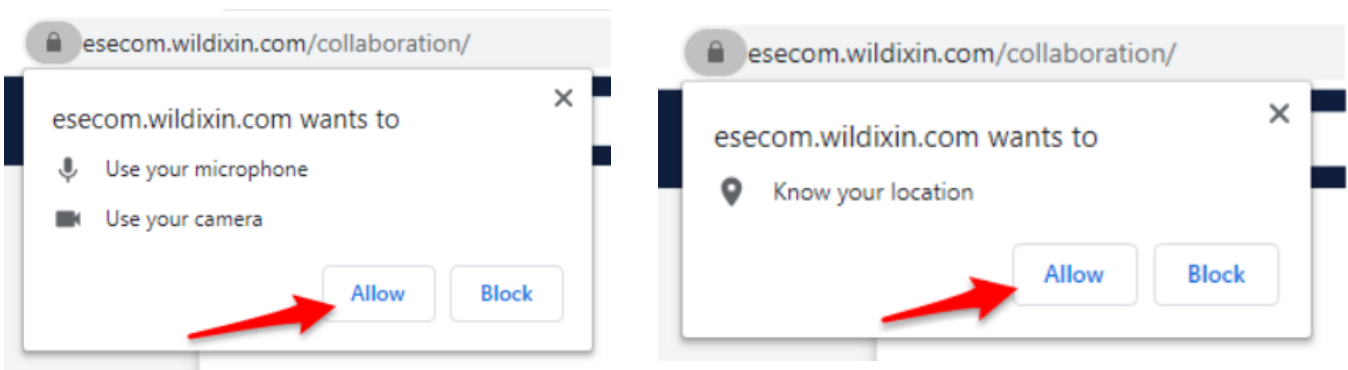 esecom.wildixin.com/collaboration/
esecom.wildixin.com wants to
Use your microphone
Use your camera
Allow
Block
esecom.wildixin.com/collaboration/
esecom.wildixin.com wants to
Know your location
Allow
Block